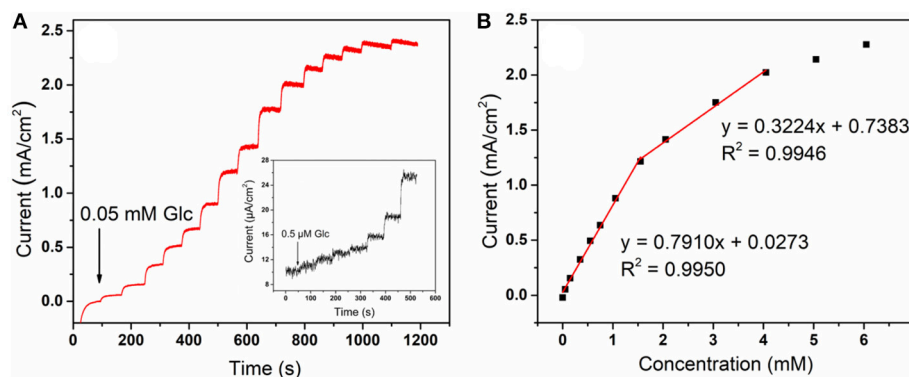 A
2.5
2.0
1.5
1.0
0.5
0.0
Current (mA/cm²)
0 200 400 600 800 1000 1200
Time (s)
0.05 mM Glc
26
24
20
16
12
8
Current (µA/cm²)
0.5 µM Glc
0 100 200 300 400 500 600
Time (s)
B
2.5
2.0
1.5
1.0
0.5
0.0
Current (mA/cm²)
y = 0.3224x + 0.7383
R² = 0.9946
y = 0.7910x + 0.0273
R² = 0.9950
0 1 2 3 4 5 6
Concentration (mM)